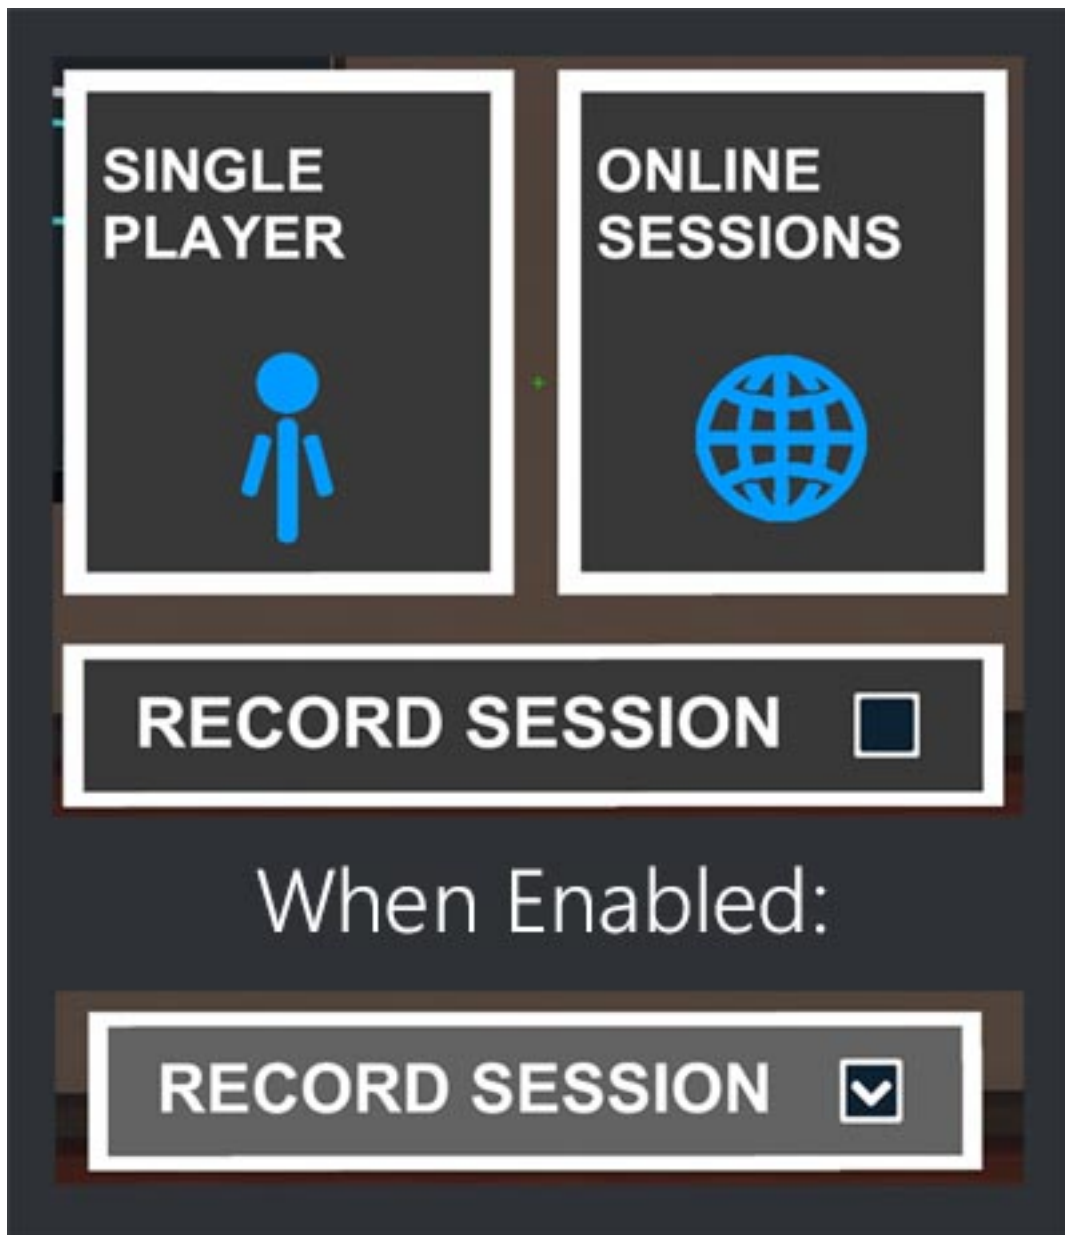 SINGLE
PLAYER
ONLINE
SESSIONS
RECORD SESSION
When Enabled:
RECORD SESSION